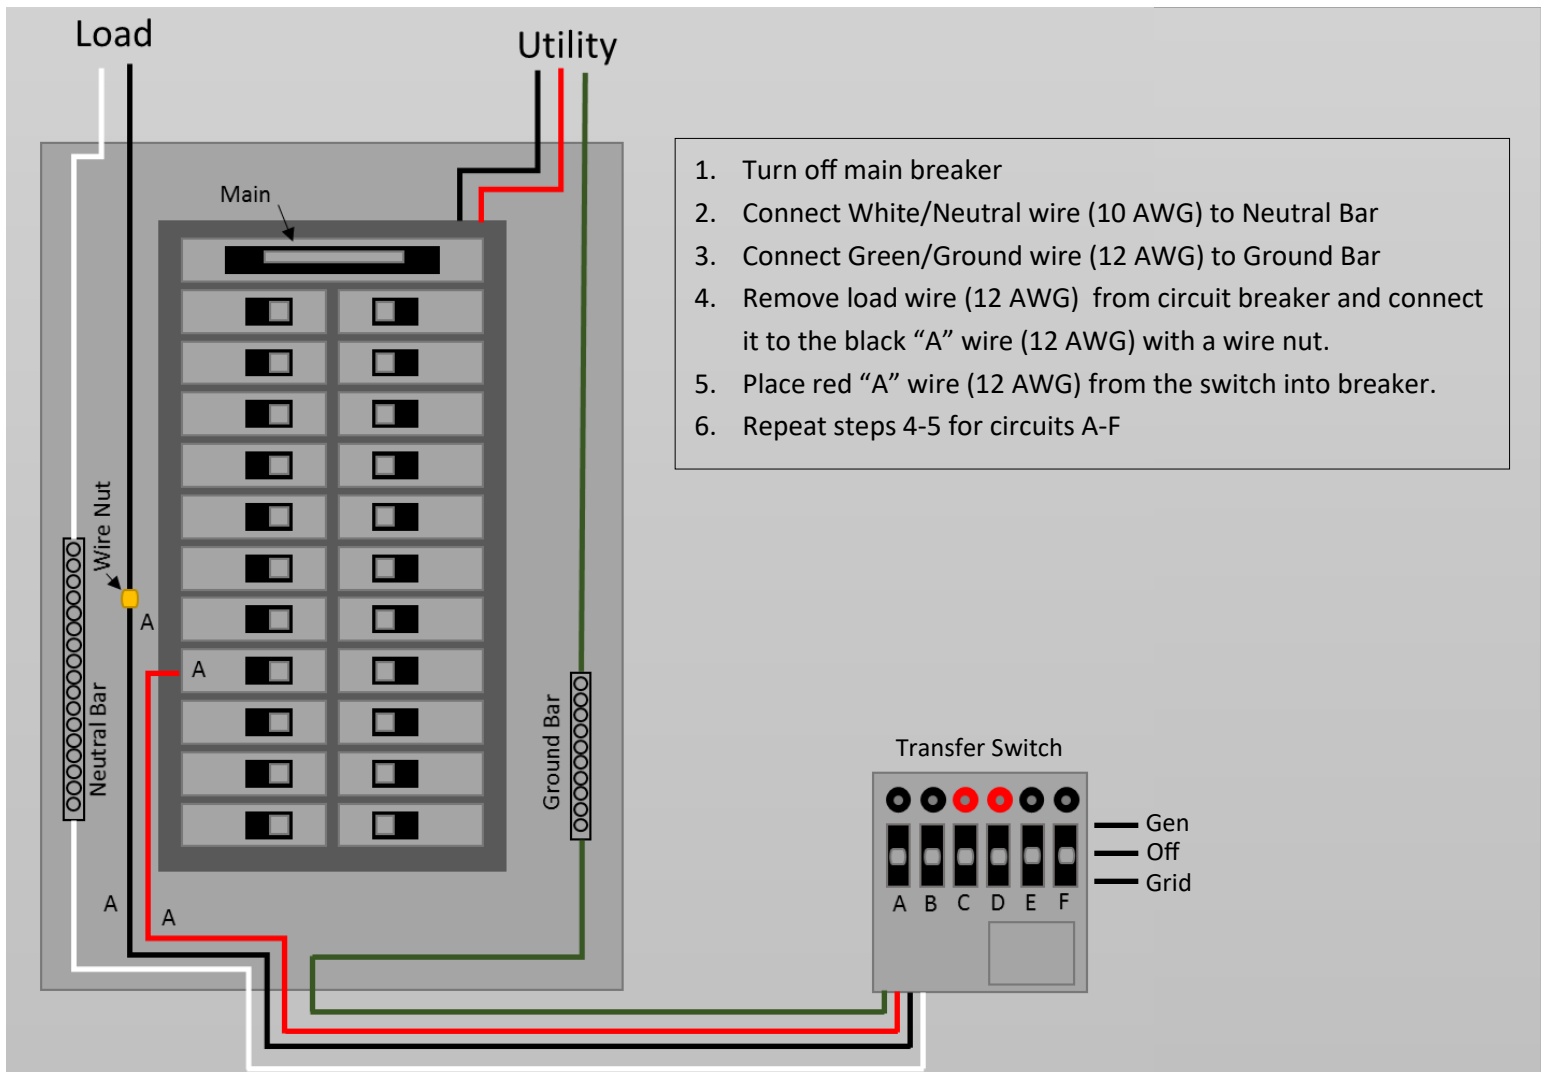 Load
Utility
Main
1. Turn off main breaker
2. Connect White/Neutral wire (10 AWG) to Neutral Bar
3. Connect Green/Ground wire (12 AWG) to Ground Bar
4. Remove load wire (12 AWG)  from circuit breaker and connect
it to the black “A” wire (12 AWG) with a wire nut.
5. Place red “A” wire (12 AWG) from the switch into breaker.
6. Repeat steps 4-5 for circuits A-F
Wire Nut
A
A
Neutral Bar
Ground Bar
A
A
Transfer Switch
Gen
Off
Grid
A B C D E F